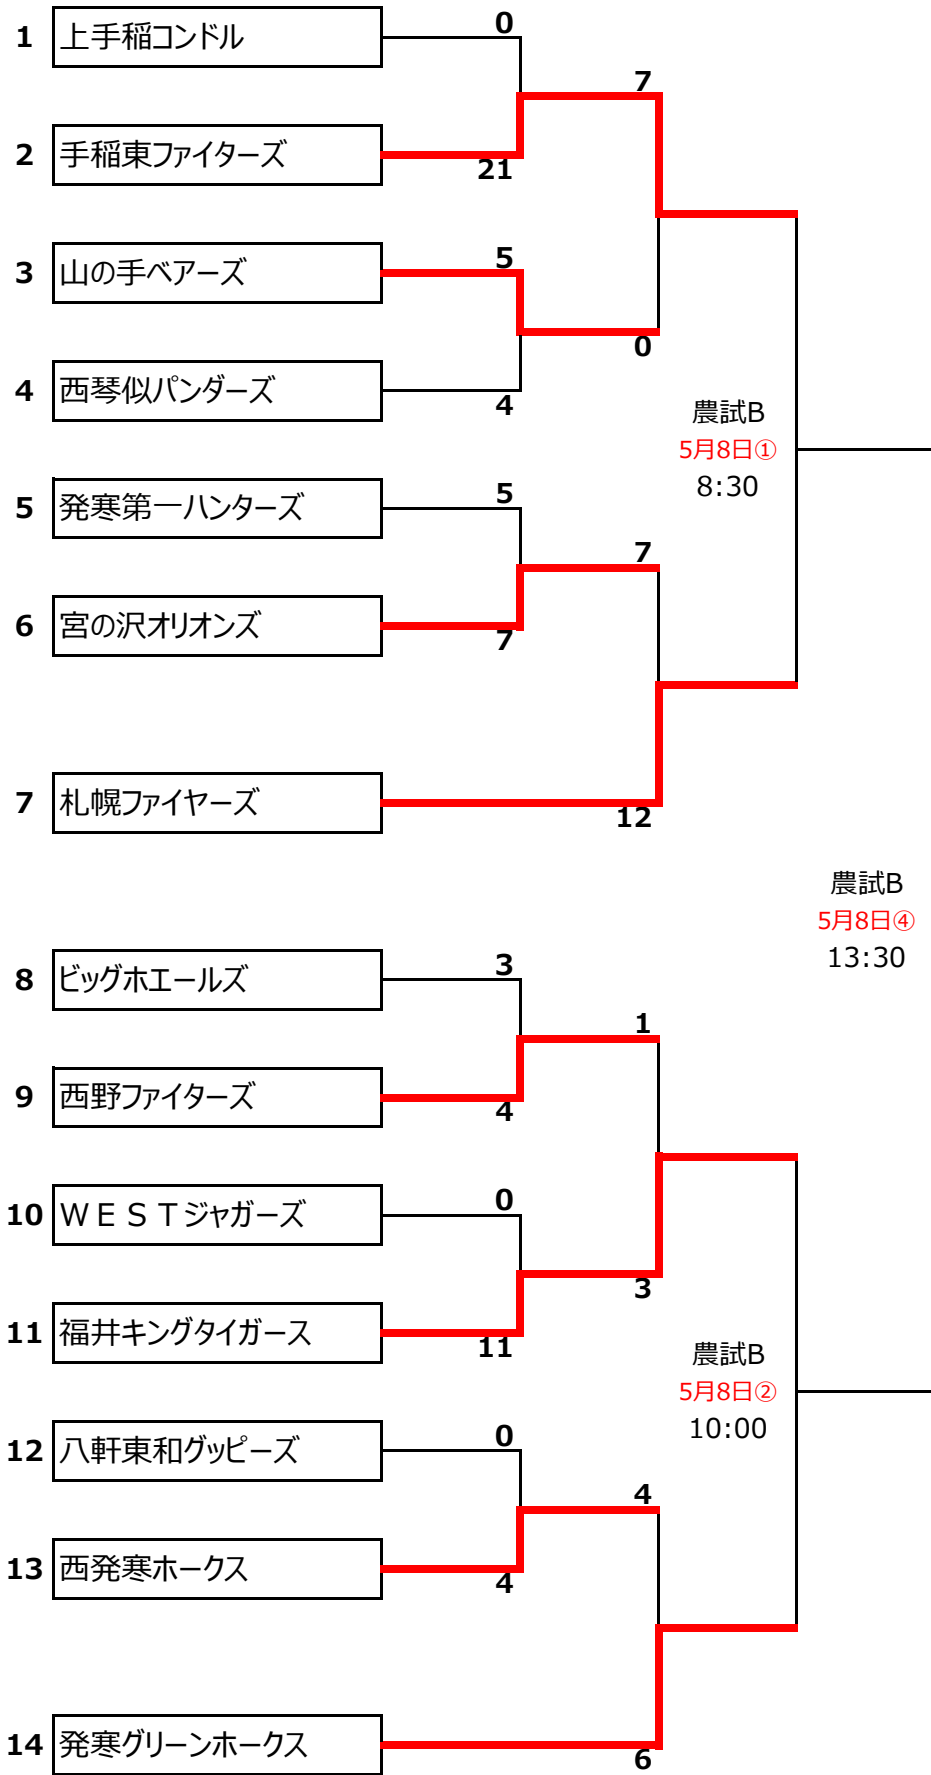 0
1 上手稲コンドル
7
2 手稲東ファイターズ
21
3 山の手ベアーズ
5
0
4 西琴似パンダーズ
4
農試B
5月8日①
8:30
5 発寒第一ハンターズ
5
7
6 宮の沢オリオンズ
7
7 札幌ファイヤーズ
12
農試B
5月8日④
13:30
8 ビッグホエールズ
3
1
9 西野ファイターズ
4
10 ＷＥＳＴジャガーズ
0
3
11 福井キングタイガース
11
農試B
5月8日②
10:00
12 八軒東和グッピーズ
0
4
13 西発寒ホークス
4
14 発寒グリーンホークス
6